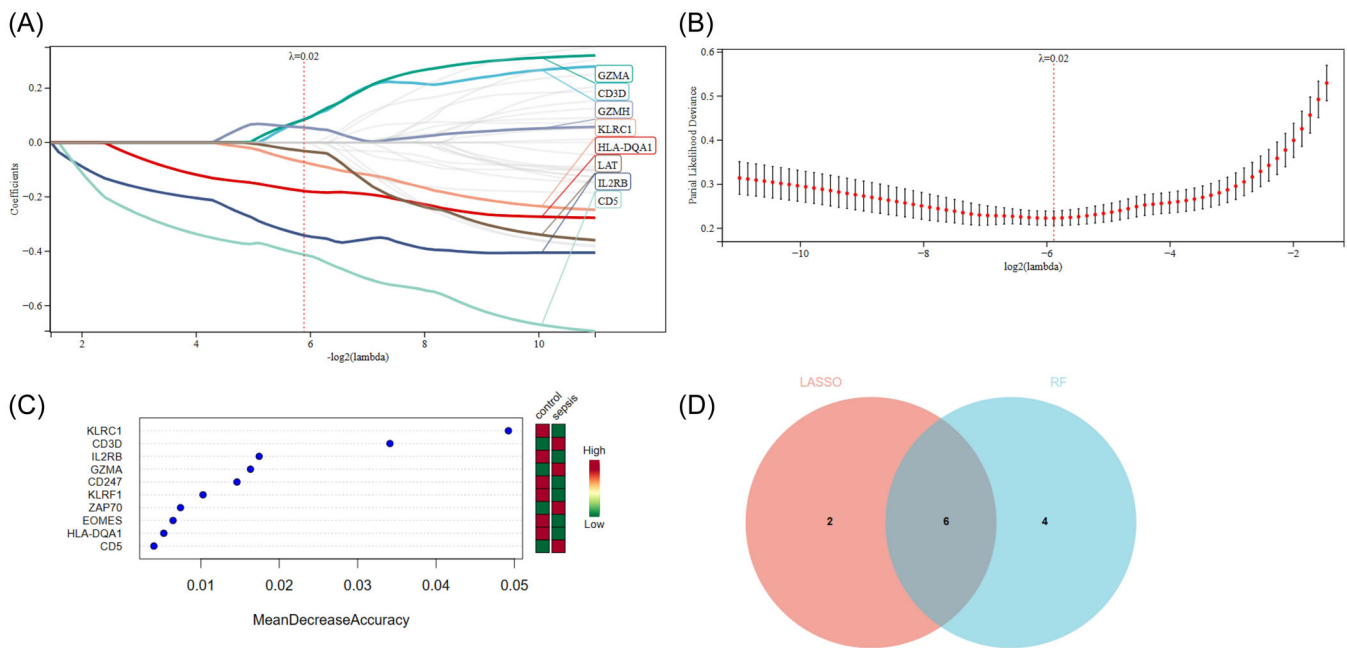 (A)
λ=0.02
0.2
0.0
−0.2
−0.4
−0.6
Coefficients
GZMA
CD3D
GZMH
KLRC1
HLA-DQA1
LAT
IL2RB
CD5
2
4
6
8
10
-log2(lambda)
(B)
λ=0.02
0.6
0.5
0.4
0.3
0.2
Parial Likelihood Deviance
−10
−8
−6
−4
−2
log2(lambda)
(C)
control
sepsis
KLRC1
CD3D
IL2RB
GZMA
CD247
KLRF1
ZAP70
EOMES
HLA-DQA1
CD5
High
Low
0.01
0.02
0.03
0.04
0.05
MeanDecreaseAccuracy
(D)
LASSO
RF
2
6
4